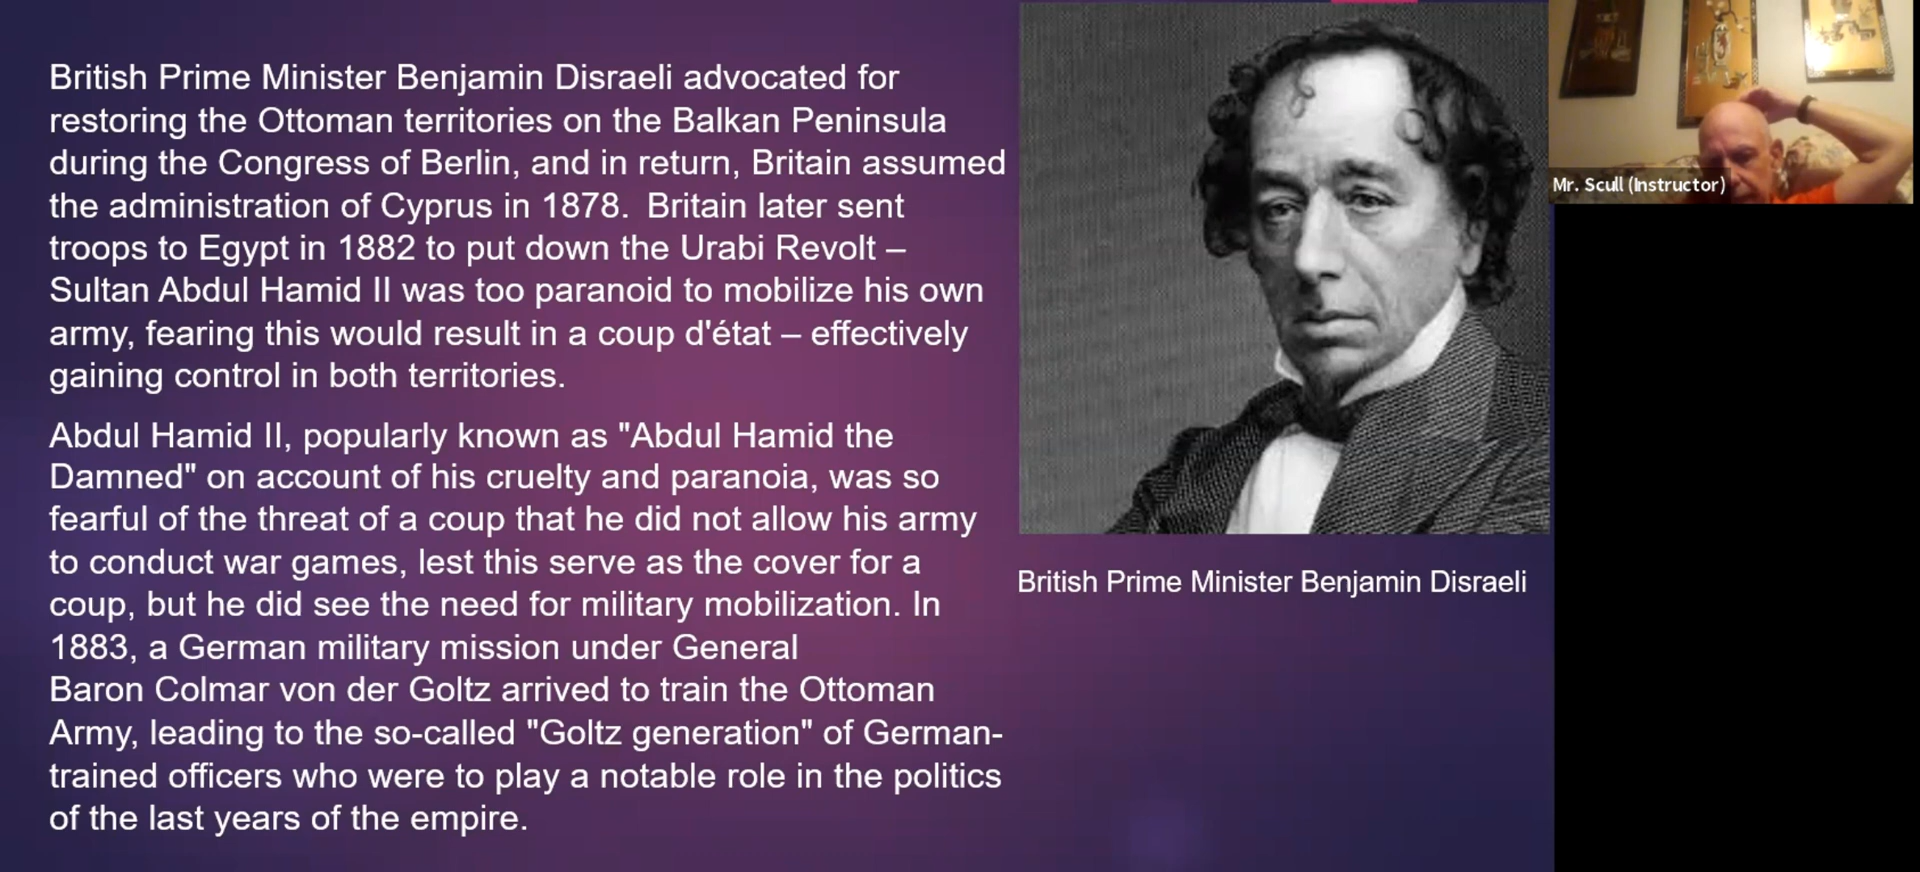 British Prime Minister Benjamin Disraeli advocated for
restoring the Ottoman territories on the Balkan Peninsula
during the Congress of Berlin, and in return, Britain assumed
the administration of Cyprus in 1878.  Britain later sent
troops to Egypt in 1882 to put down the Urabi Revolt –
Sultan Abdul Hamid II was too paranoid to mobilize his own
army, fearing this would result in a coup d'état – effectively
gaining control in both territories.
Abdul Hamid II, popularly known as "Abdul Hamid the
Damned" on account of his cruelty and paranoia, was so
fearful of the threat of a coup that he did not allow his army
to conduct war games, lest this serve as the cover for a
coup, but he did see the need for military mobilization. In
1883, a German military mission under General
Baron Colmar von der Goltz arrived to train the Ottoman
Army, leading to the so-called "Goltz generation" of German-
trained officers who were to play a notable role in the politics
of the last years of the empire.
British Prime Minister Benjamin Disraeli
Mr. Scull (Instructor)